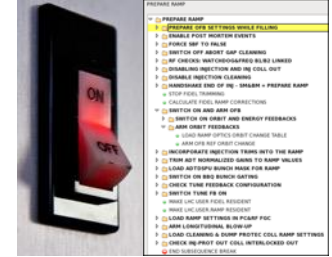 ON
OFF
PREPARE RAMP
PREPARE RAMP
PREPARE OFB SETTINGS WHILE FILLING
ENABLE POST MORTEM EVENTS
FORCE SBF TO FALSE
SWITCH OFF ABORT GAP CLEANING
RF CHECKS: WATCHDOG&FREQ B1/B2 LINKED
DISABLING INJECTION AND INJ COLL OUT
DISABLE INJECTION CLEANING
HANDSHAKE END OF INJ - SMA&BM = PREPARE RAMP
STOP FIDEL TRIMMING
CALCULATE FIDEL RAMP CORRECTIONS
SWITCH ON AND ARM OFB
SWITCH ON ORBIT AND ENERGY FEEDBACKS
ARM ORBIT FEEDBACKS
LOAD RAMP OPTICS-ORBIT CHANGE TABLE
ARM OFB REF ORBIT CHANGE
INCORPORATE INJECTION TRIMS INTO THE RAMP
TRIM ADT NORMALIZED GAINS TO RAMP VALUES
LOAD ADTDSPU BUNCH MASK FOR RAMP
SWITCH ON BBQ BUNCH GATING
CHECK TUNE FEEDBACK CONFIGURATION
SWITCH TUNE FB ON
MAKE LHC USER FIDEL RESIDENT
MAKE LHC USER RAMP RESIDENT
LOAD RAMP SETTINGS IN PC&RF FGC
ARM LONGITUDINAL BLOW-UP
LOAD CLEANING & DUMP PROTEC COLL RAMP SETTINGS
CHECK INJ-PROT OUT COLL INTERLOCKED OUT
END SUBSEQUENCE BREAK